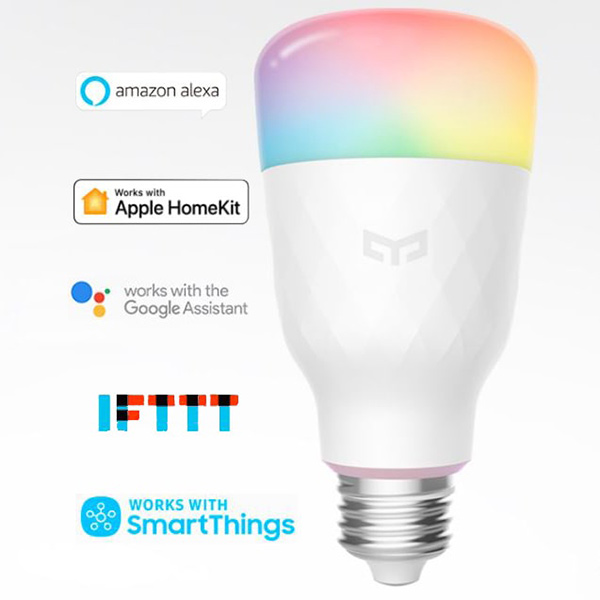 amazon alexa
Works with
Apple HomeKit
works with the
Google Assistant
IFTTT
WORKS WITH
SmartThings